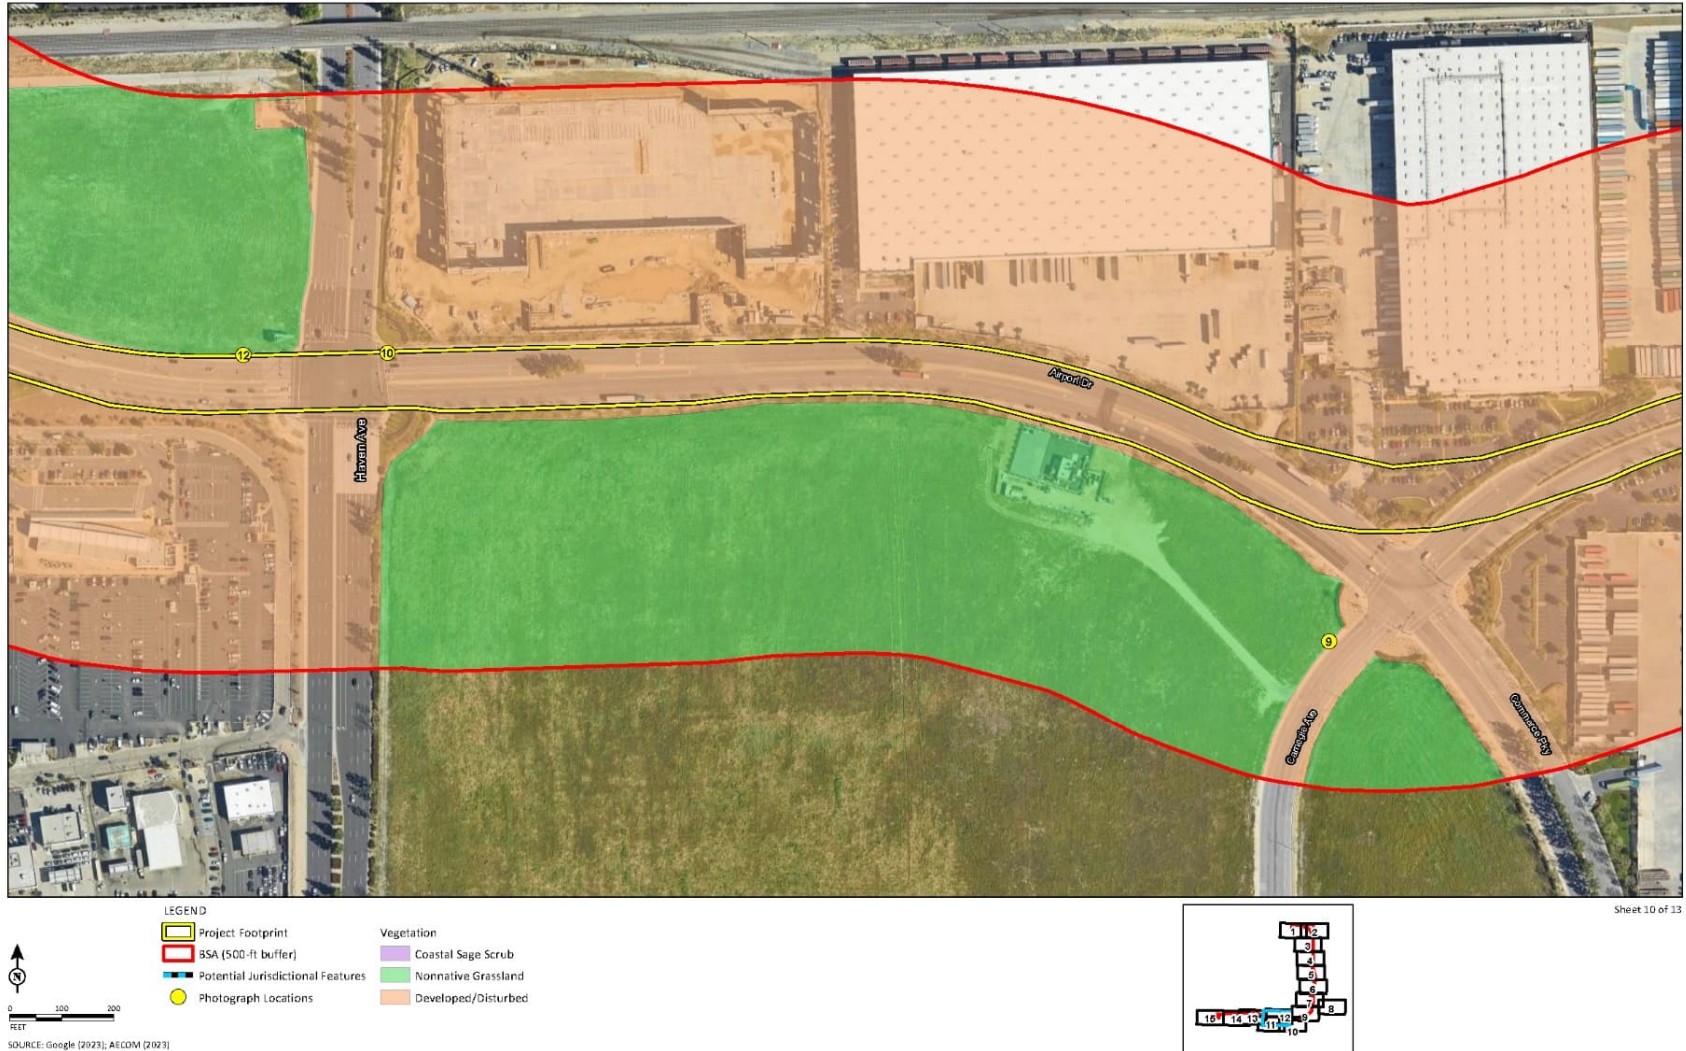 12
10
Airport Dr
Haven Ave
9
Carnegie Ave
Commerce Pky
LEGEND
Sheet 10 of 13
Project Footprint
Vegetation
BSA (500-ft buffer)
Coastal Sage Scrub
Potential Jurisdictional Features
Nonnative Grassland
Photograph Locations
Developed/Disturbed
N
0 100 200
FEET
SOURCE: Google (2023); AECOM (2023)
1 2
3
4
5
6
7 8
15 14 13 12 9
11 10